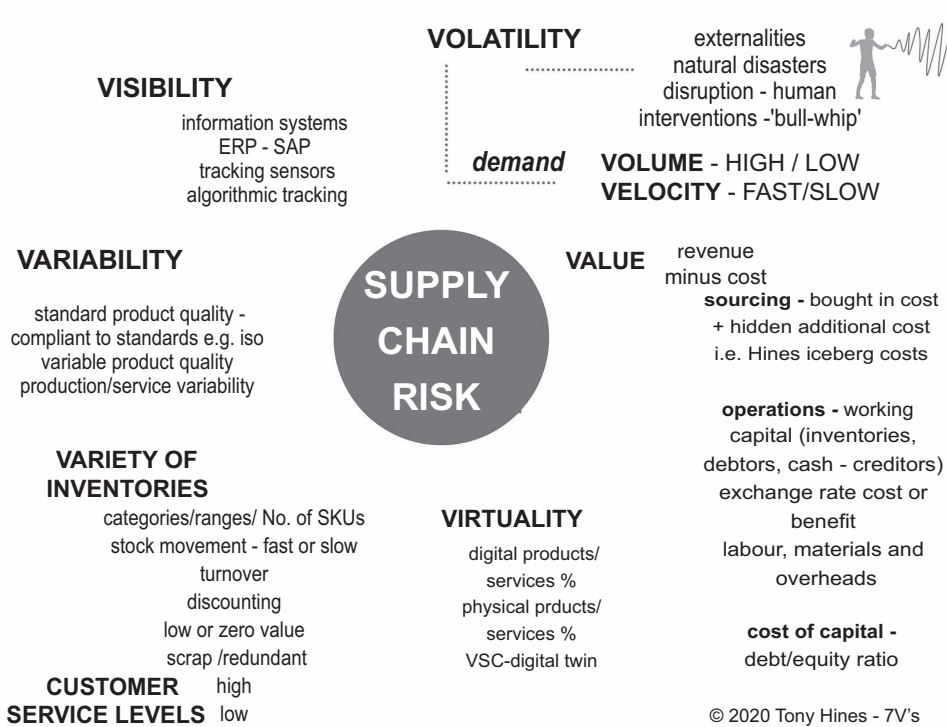 VOLATILITY
externalities
natural disasters
disruption - human
interventions -'bull-whip'
demand
VOLUME - HIGH / LOW
VELOCITY - FAST/SLOW
VISIBILITY
information systems
ERP - SAP
tracking sensors
algorithmic tracking
VARIABILITY
standard product quality -
compliant to standards e.g. iso
variable product quality
production/service variability
SUPPLY
CHAIN
RISK
VALUE
revenue
minus cost
sourcing - bought in cost
+ hidden additional cost
i.e. Hines iceberg costs
operations - working
capital (inventories,
debtors, cash - creditors)
exchange rate cost or
benefit
labour, materials and
overheads
cost of capital -
debt/equity ratio
VARIETY OF
INVENTORIES
categories/ranges/ No. of SKUs
stock movement - fast or slow
turnover
discounting
low or zero value
scrap /redundant
CUSTOMER high
SERVICE LEVELS low
VIRTUALITY
digital products/
services %
physical prducts/
services %
VSC-digital twin
© 2020 Tony Hines - 7V's